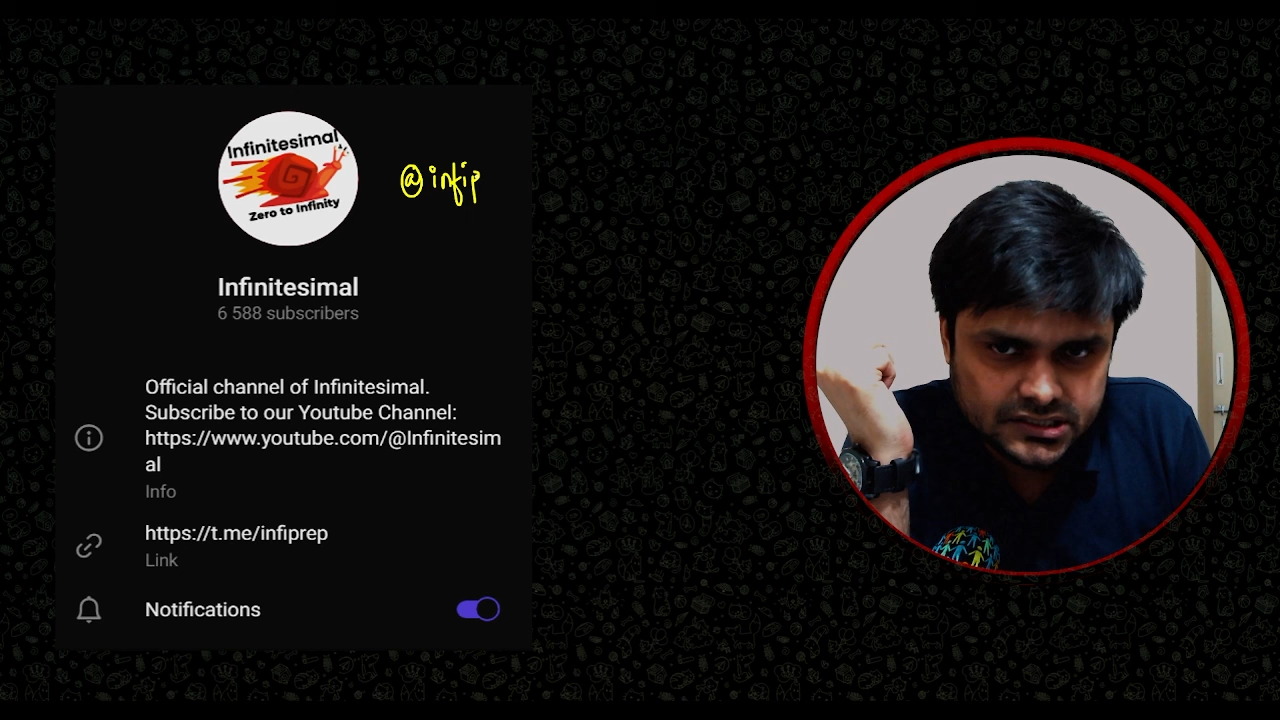 Infinitesimal
Zero to Infinity
@infip
Infinitesimal
6 588 subscribers
Official channel of Infinitesimal.
Subscribe to our Youtube Channel:
https://www.youtube.com/@Infinitesim
al
Info
https://t.me/infiprep
Link
Notifications